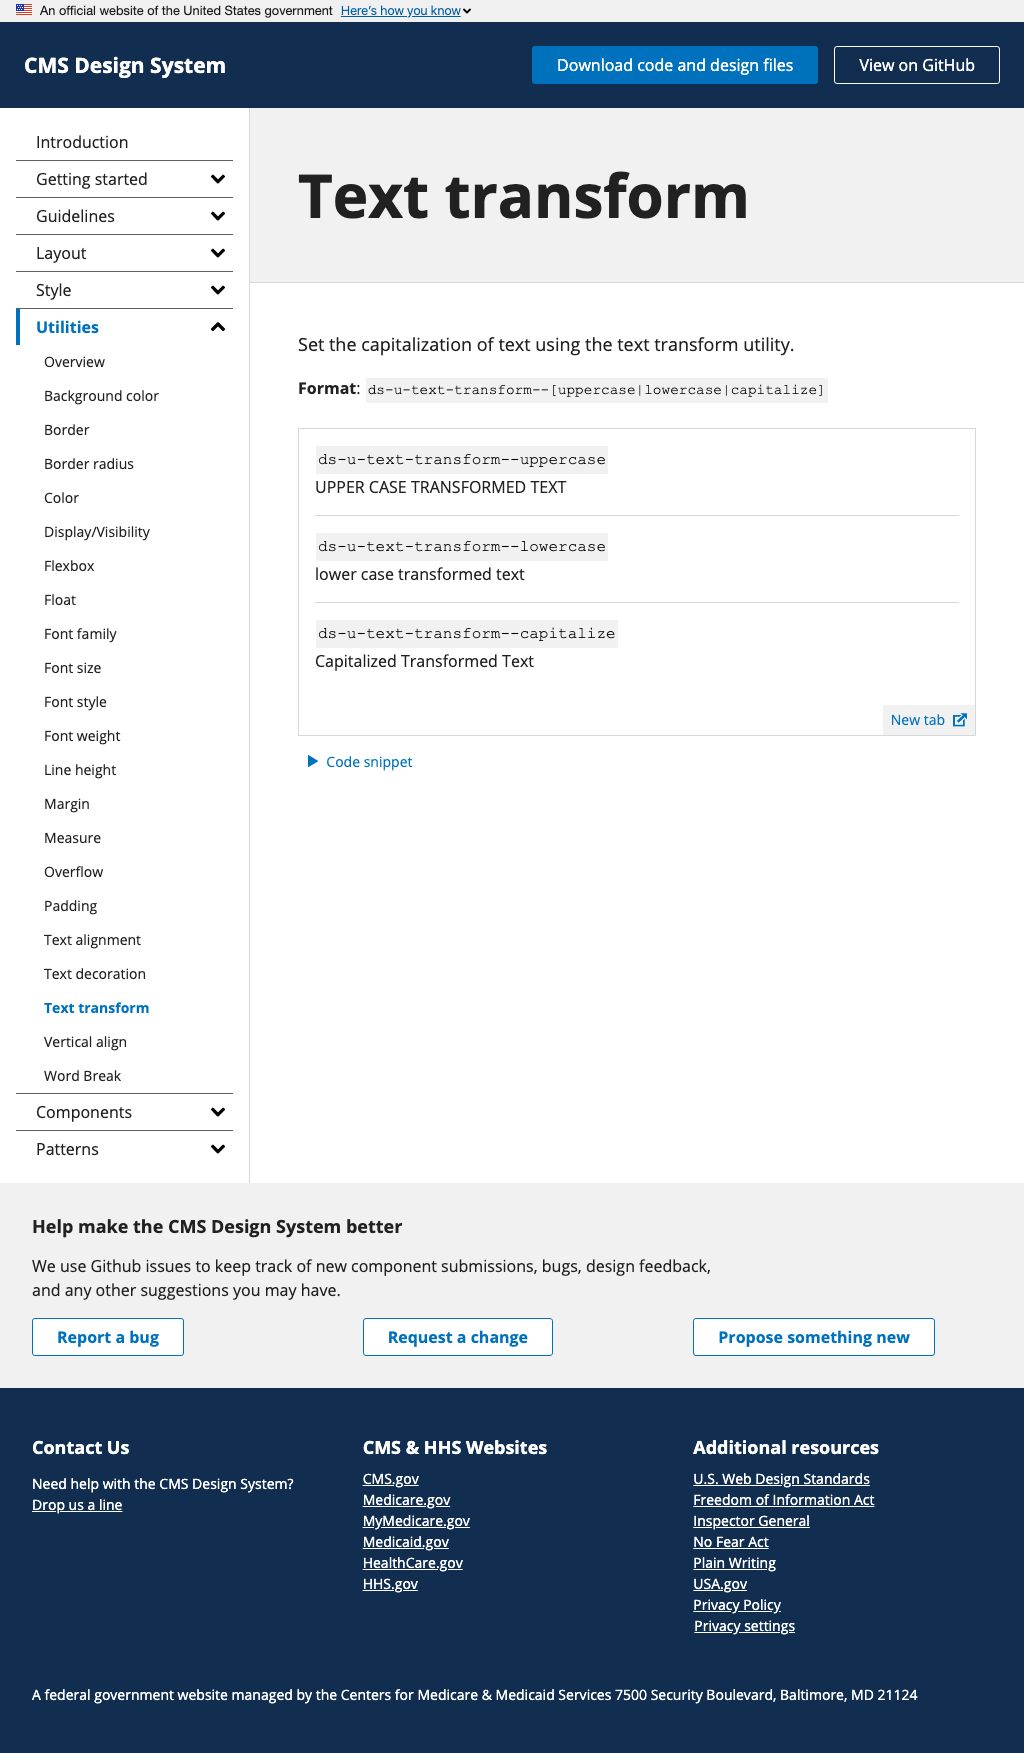 An official website of the United States government Here's how you know
CMS Design System
Download code and design files
View on GitHub
Introduction
Getting started
Guidelines
Layout
Style
Utilities
Overview
Background color
Border
Border radius
Color
Display/Visibility
Flexbox
Float
Font family
Font size
Font style
Font weight
Line height
Margin
Measure
Overflow
Padding
Text alignment
Text decoration
Text transform
Vertical align
Word Break
Components
Patterns
Text transform
Set the capitalization of text using the text transform utility.
Format: ds-u-text-transform--[uppercase|lowercase|capitalize]
ds-u-text-transform--uppercase
UPPER CASE TRANSFORMED TEXT
ds-u-text-transform--lowercase
lower case transformed text
ds-u-text-transform--capitalize
Capitalized Transformed Text
New tab
Code snippet
Help make the CMS Design System better
We use Github issues to keep track of new component submissions, bugs, design feedback,
and any other suggestions you may have.
Report a bug
Request a change
Propose something new
Contact Us
Need help with the CMS Design System?
Drop us a line
CMS & HHS Websites
CMS.gov
Medicare.gov
MyMedicare.gov
Medicaid.gov
HealthCare.gov
HHS.gov
Additional resources
U.S. Web Design Standards
Freedom of Information Act
Inspector General
No Fear Act
Plain Writing
USA.gov
Privacy Policy
Privacy settings
A federal government website managed by the Centers for Medicare & Medicaid Services 7500 Security Boulevard, Baltimore, MD 21124